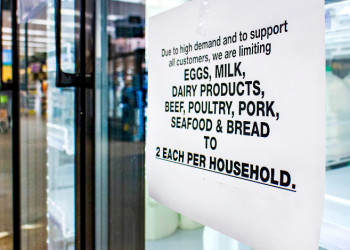 Due to high demand and to support
all customers, we are limiting
EGGS, MILK,
DAIRY PRODUCTS,
BEEF, POULTRY, PORK,
SEAFOOD & BREAD
TO
2 EACH PER HOUSEHOLD.